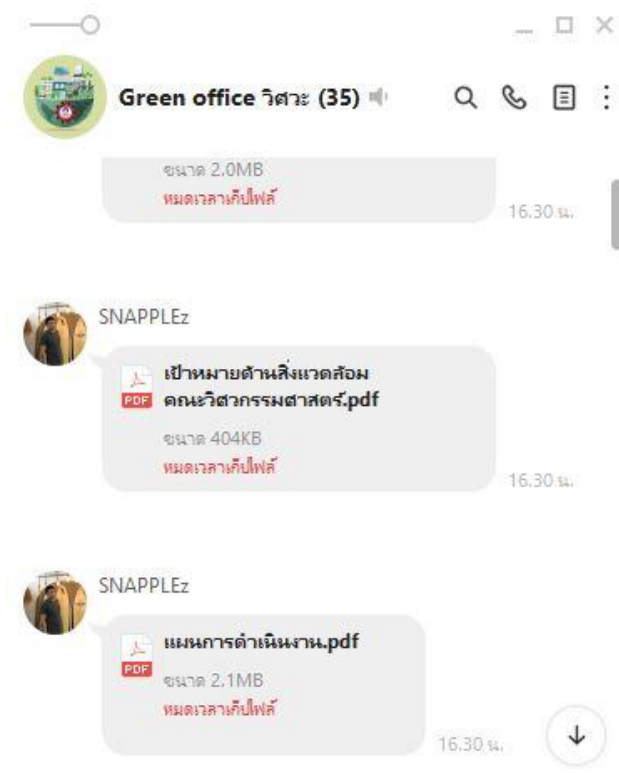 Green office วิศวะ (35)
ขนาด 2.0MB
หมดเวลาเก็บไฟล์
16.30 น.
SNAPPLEz
เป้าหมายด้านสิ่งแวดล้อม
คณะวิศวกรรมศาสตร์.pdf
PDF
ขนาด 404KB
หมดเวลาเก็บไฟล์
16.30 น.
SNAPPLEz
แผนการดำเนินงาน.pdf
PDF
ขนาด 2.1MB
หมดเวลาเก็บไฟล์
16.30 น.